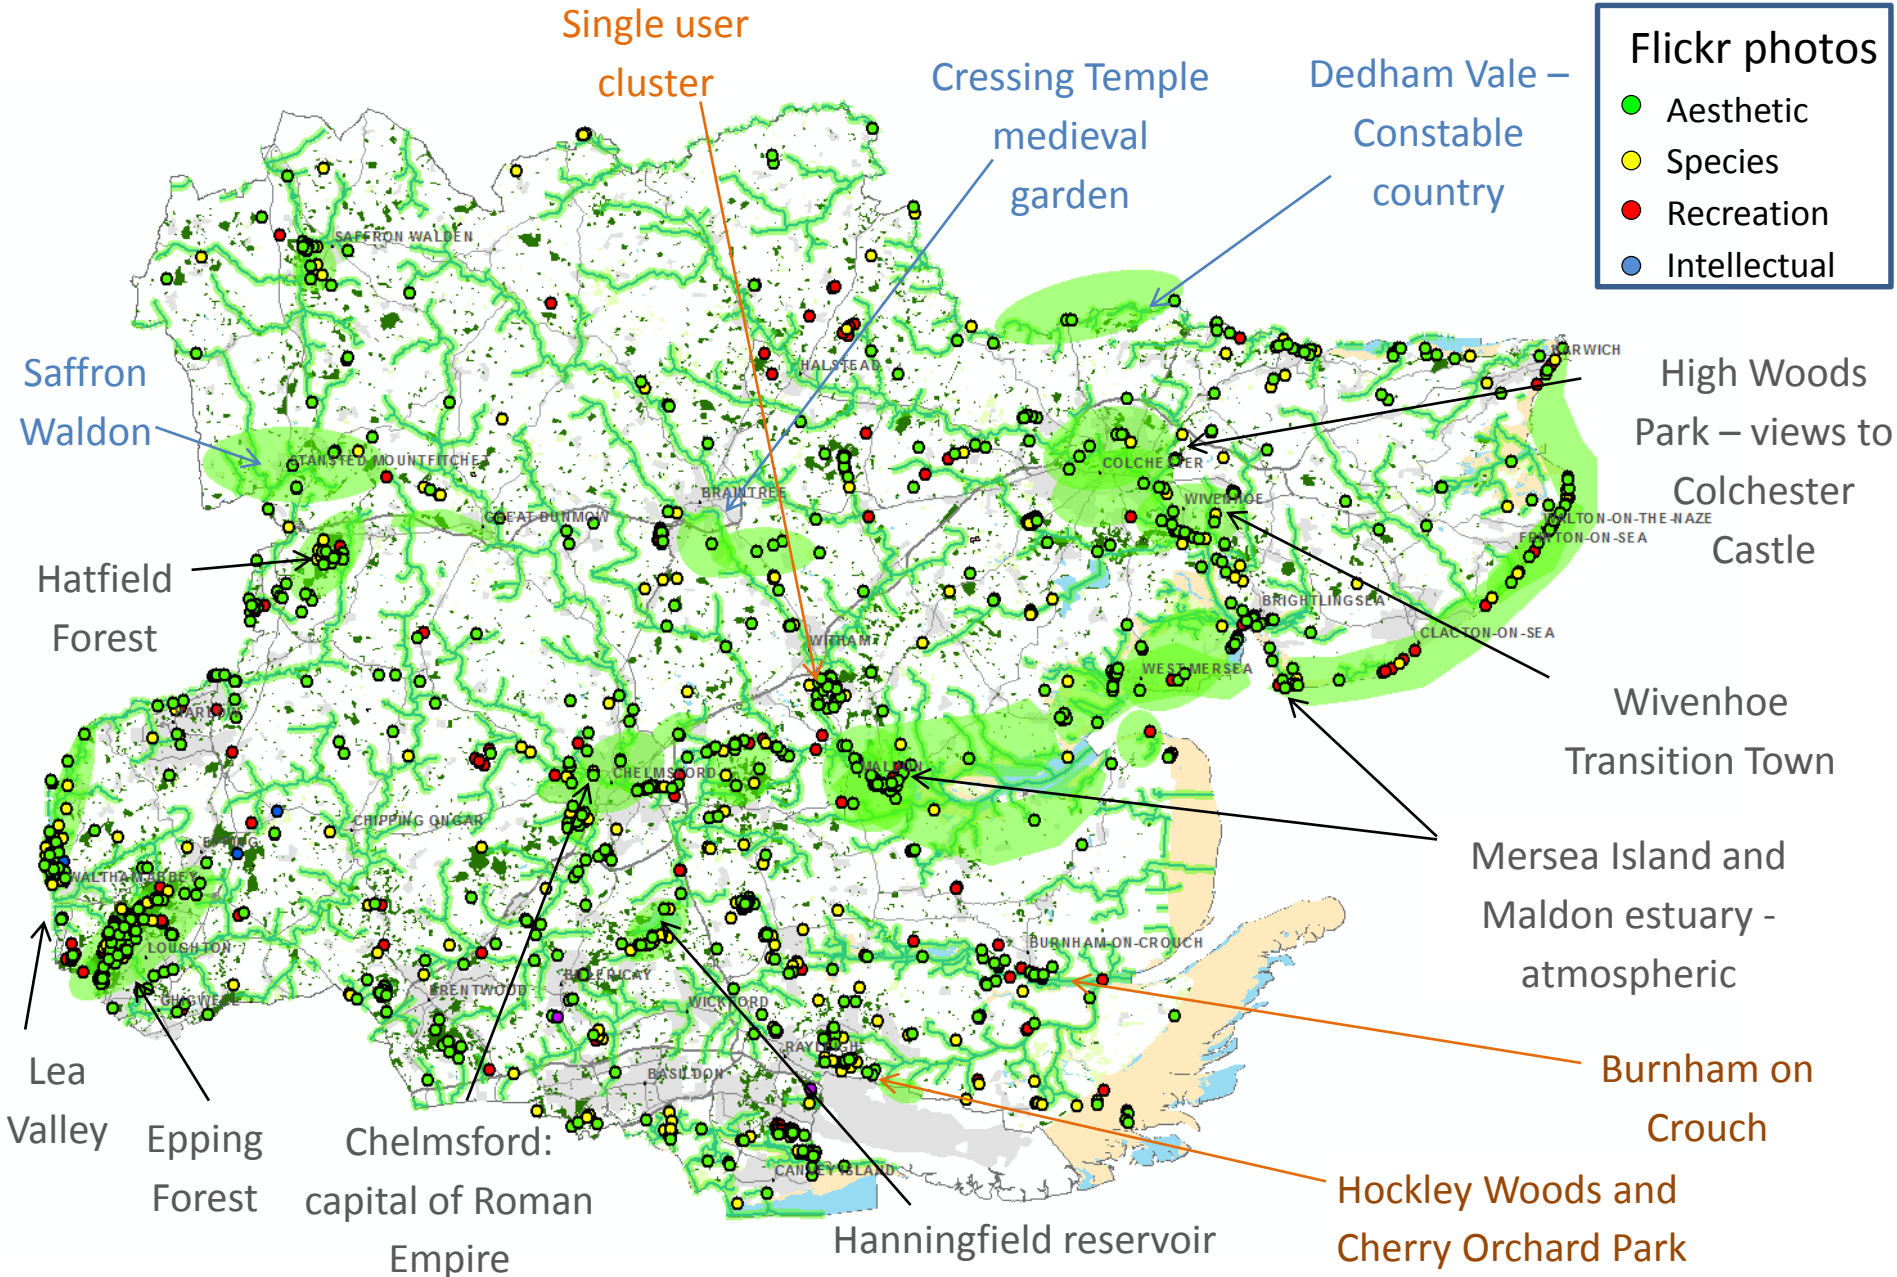 Single user
cluster
Cressing Temple
medieval
garden
Dedham Vale –
Constable
country
Flickr photos
Aesthetic
Species
Recreation
Intellectual
SAFFRON WALDEN
HARWICH
HALSTEAD
Saffron
Waldon
High Woods
Park – views to
Colchester
Castle
STANSTED MOUNTFITCHET
COLCHESTER
BRAINTREE
WIVENHOE
GREAT DUNMOW
WALTON-ON-THE-NAZE
FRINTON-ON-SEA
Hatfield
Forest
BRIGHTLINGSEA
CLACTON-ON-SEA
WITHAM
WEST MERSEA
Wivenhoe
Transition Town
HARLOW
CHELMSFORD
MALDON
CHIPPING ONGAR
EPPING
Mersea Island and
Maldon estuary -
atmospheric
WALTHAM ABBEY
LOUGHTON
BURNHAM-ON-CROUCH
BILLERICAY
BRENTWOOD
CHIGWELL
WICKFORD
RAYLEIGH
BASILDON
Lea
Valley
Epping
Forest
Chelmsford:
capital of Roman
Empire
CANVEY ISLAND
Hanningfield reservoir
Burnham on
Crouch
Hockley Woods and
Cherry Orchard Park